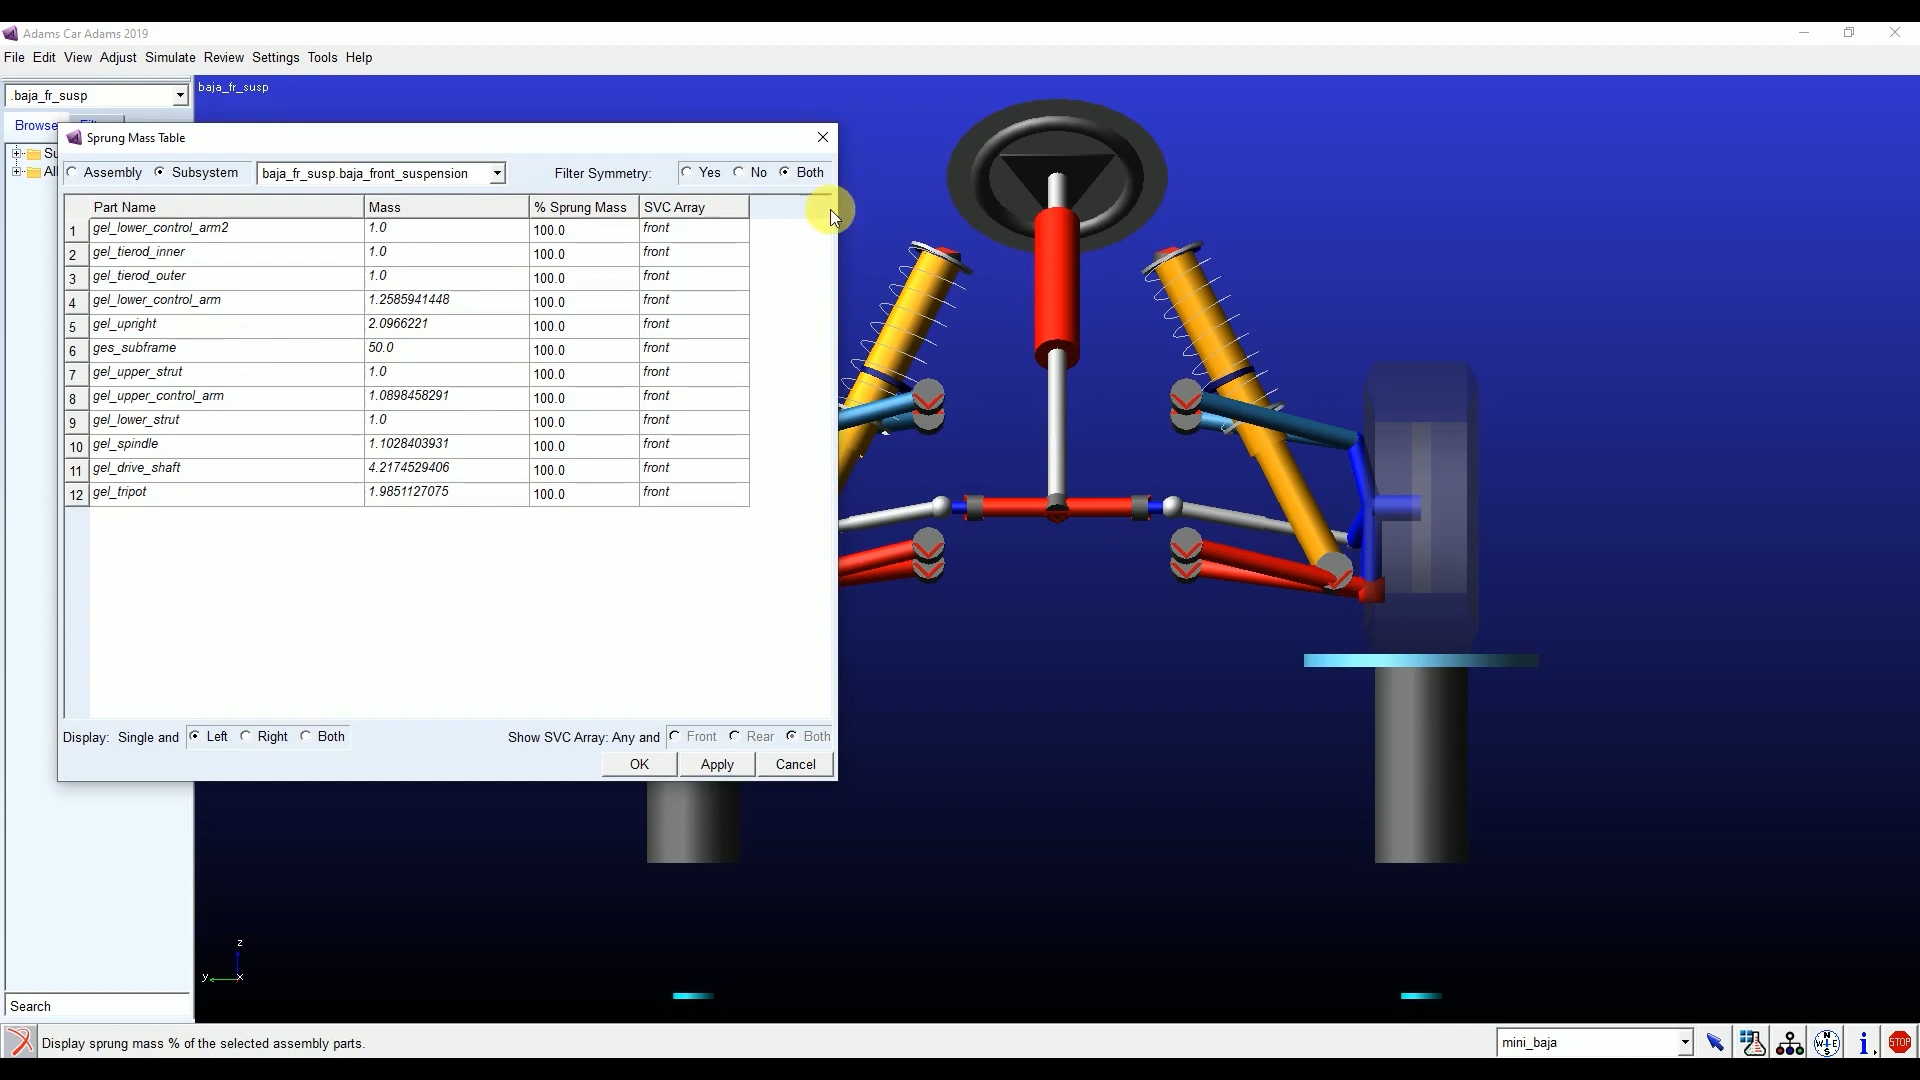 Adams Car Adams 2019
File Edit View Adjust Simulate Review Settings Tools Help
.baja_fr_susp
baja_fr_susp
Browse
Sprung Mass Table
Assembly Subsystem baja_fr_susp.baja_front_suspension Filter Symmetry: Yes No Both
Part Name Mass % Sprung Mass SVC Array
1 gel_lower_control_arm2 1.0 100.0 front
2 gel_tierod_inner 1.0 100.0 front
3 gel_tierod_outer 1.0 100.0 front
4 gel_lower_control_arm 1.2585941448 100.0 front
5 gel_upright 2.0966221 100.0 front
6 ges_subframe 50.0 100.0 front
7 gel_upper_strut 1.0 100.0 front
8 gel_upper_control_arm 1.0898458291 100.0 front
9 gel_lower_strut 1.0 100.0 front
10 gel_spindle 1.1028403931 100.0 front
11 gel_drive_shaft 4.2174529406 100.0 front
12 gel_tripot 1.9851127075 100.0 front
Display: Single and Left Right Both Show SVC Array: Any and Front Rear Both
OK Apply Cancel
z
y x
Search
Display sprung mass % of the selected assembly parts.
mini_baja
N
W E
S
i
STOP